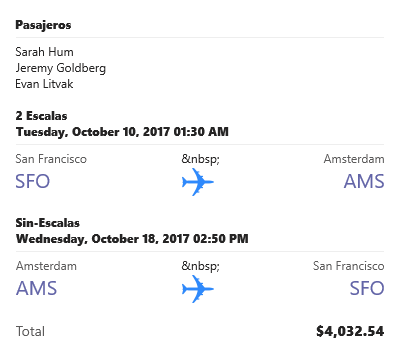 Pasajeros
Sarah Hum
Jeremy Goldberg
Evan Litvak
2 Escalas
Tuesday, October 10, 2017 01:30 AM
San Francisco &nbsp; Amsterdam
SFO AMS
Sin-Escalas
Wednesday, October 18, 2017 02:50 PM
Amsterdam &nbsp; San Francisco
AMS SFO
Total $4,032.54